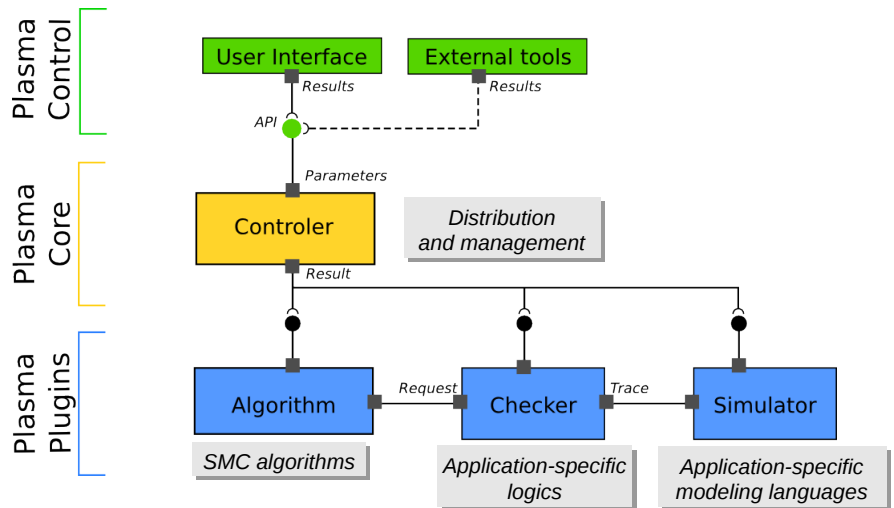 Plasma
Control
User Interface
External tools
Results
Results
API
Parameters
Plasma
Core
Controler
Distribution
and management
Result
Plasma
Plugins
Algorithm
Request
Checker
Trace
Simulator
SMC algorithms
Application-specific
logics
Application-specific
modeling languages